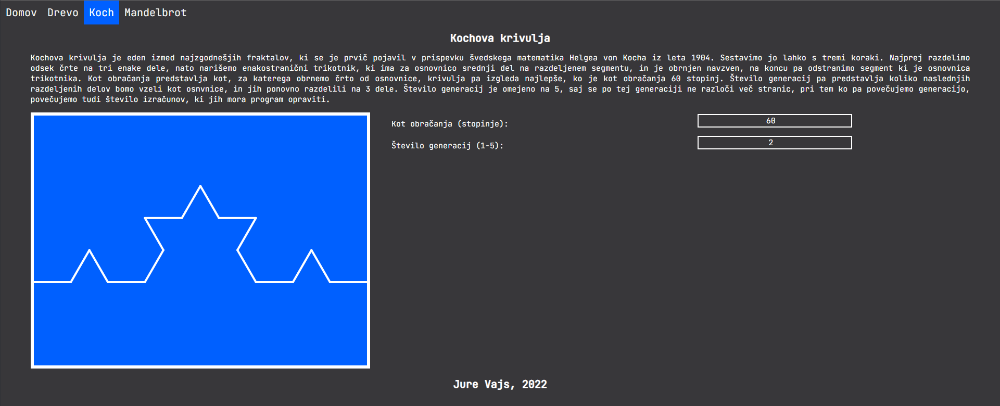 Domov Drevo Koch Mandelbrot
Kochova krivulja
Kochova krivulja je eden izmed najzgodnešjih fraktalov, ki se je prvič pojavil v prispevku švedskega matematika Helgea von Kocha iz leta 1904. Sestavimo jo lahko s tremi koraki. Najprej razdelimo
odsek črte na tri enake dele, nato narišemo enakostranični trikotnik, ki ima za osnovnico srednji del na razdeljenem segmentu, in je obrnjen navzven, na koncu pa odstranimo segment ki je osnovnica
trikotnika. Kot obračanja predstavlja kot, za katerega obrnemo črto od osnovnice, krivulja pa izgleda najlepše, ko je kot obračanja 60 stopinj. Število generacij pa predstavlja koliko naslednjih
razdeljenih delov bomo vzeli kot osnvnice, in jih ponovno razdelili na 3 dele. Število generacij je omejeno na 5, saj se po tej generaciji ne razloči več stranic, pri tem ko pa povečujemo generacijo,
povečujemo tudi število izračunov, ki jih mora program opraviti.
Kot obračanja (stopinje): 60
Število generacij (1-5): 2
Jure Vajs, 2022